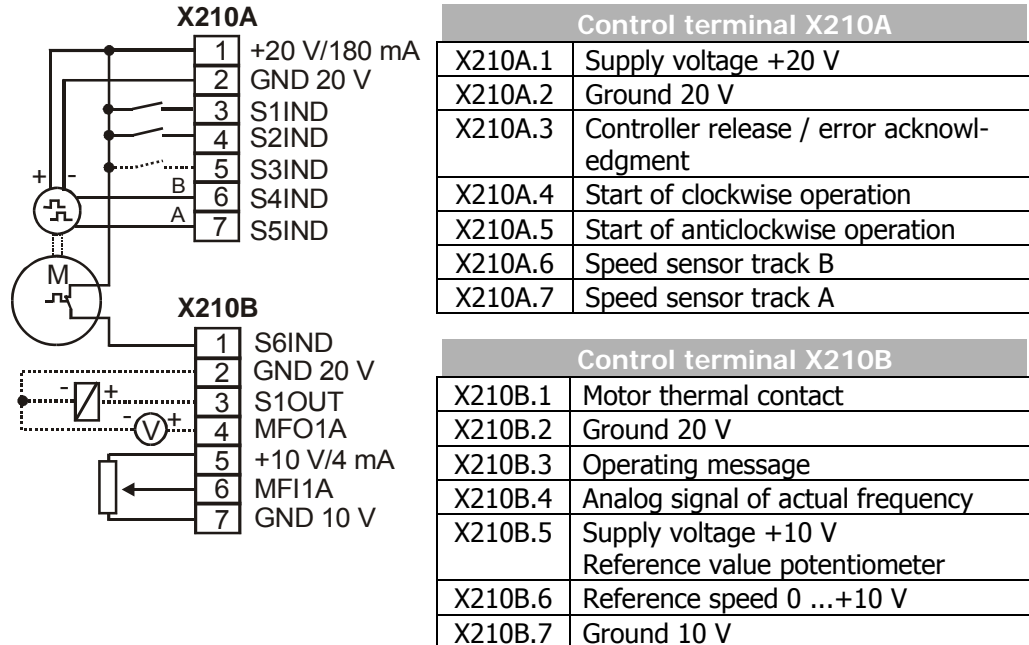 X210A
1 +20 V/180 mA
2 GND 20 V
3 S1IND
4 S2IND
5 S3IND
B 6 S4IND
A 7 S5IND
+ -
M
X210B
1 S6IND
2 GND 20 V
- + 3 S1OUT
- V + 4 MFO1A
5 +10 V/4 mA
6 MFI1A
7 GND 10 V
Control terminal X210A
X210A.1 Supply voltage +20 V
X210A.2 Ground 20 V
X210A.3 Controller release / error acknowl-
edgment
X210A.4 Start of clockwise operation
X210A.5 Start of anticlockwise operation
X210A.6 Speed sensor track B
X210A.7 Speed sensor track A
Control terminal X210B
X210B.1 Motor thermal contact
X210B.2 Ground 20 V
X210B.3 Operating message
X210B.4 Analog signal of actual frequency
X210B.5 Supply voltage +10 V
Reference value potentiometer
X210B.6 Reference speed 0 ...+10 V
X210B.7 Ground 10 V